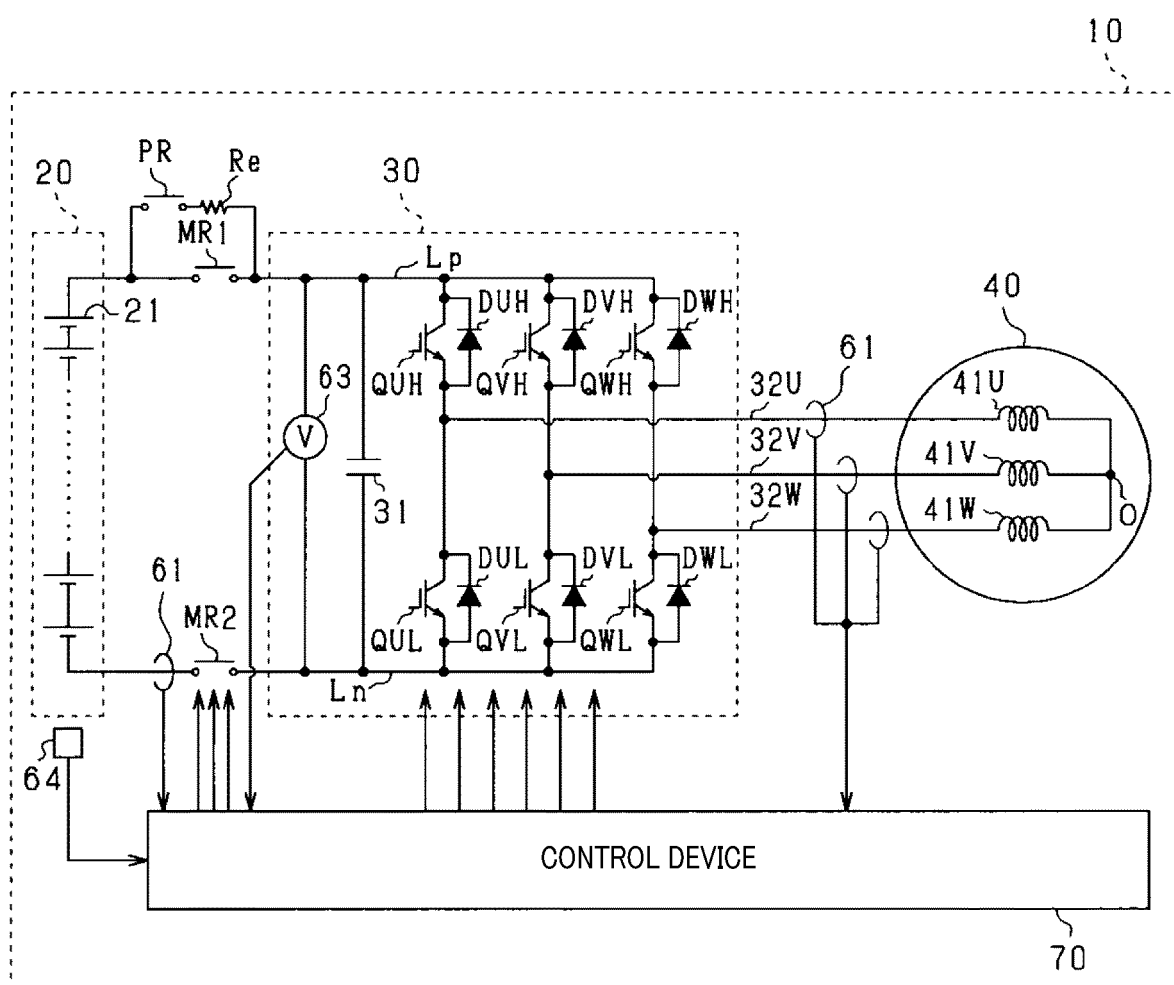 10
PR
Re
20
30
MR1
Lp
21
DUH
DVH
DWH
40
QUH
QVH
QWH
63
61
32U
41U
V
32V
41V
31
32W
41W
O
DUL
DVL
DWL
61
MR2
QUL
QVL
QWL
Ln
64
CONTROL DEVICE
70